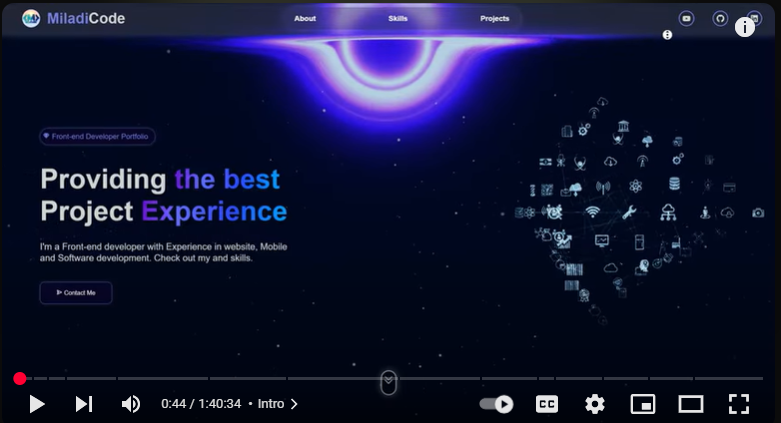 MiladiCode
About
Skills
Projects
Front-end Developer Portfolio
Providing the best
Project Experience
I'm a Front-end developer with Experience in website, Mobile
and Software development. Check out my and skills.
Contact Me
0:44 / 1:40:34 • Intro
CC